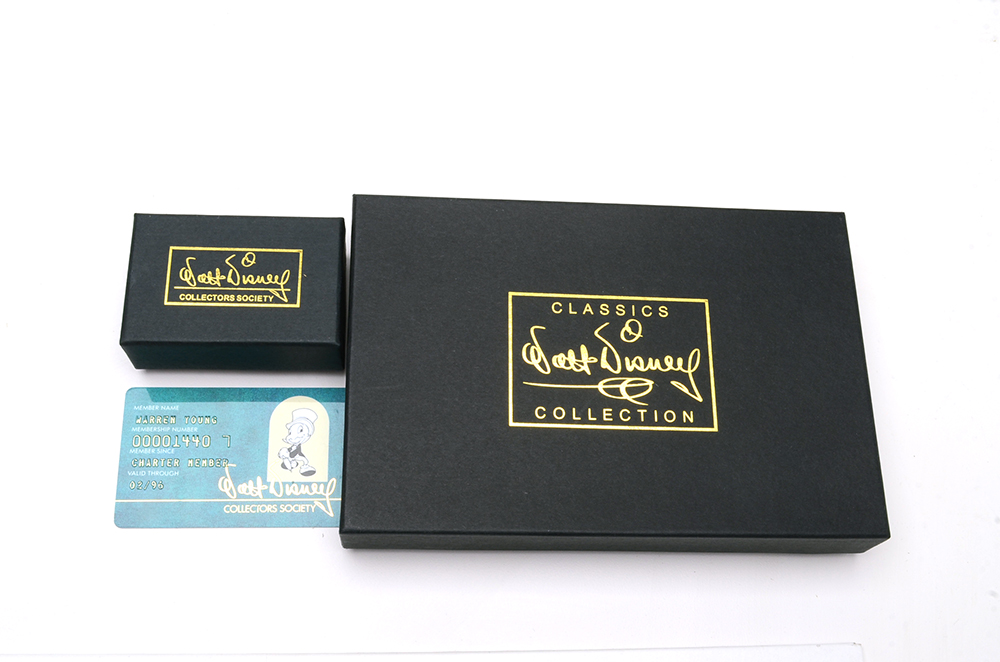 Walt Disney
COLLECTORS SOCIETY
CLASSICS
Walt Disney
COLLECTION
MEMBER NAME
WARREN YOUNG
MEMBERSHIP NUMBER
00001440 7
MEMBER SINCE
CHARTER MEMBER
VALID THROUGH
02/96
Walt Disney
COLLECTORS SOCIETY